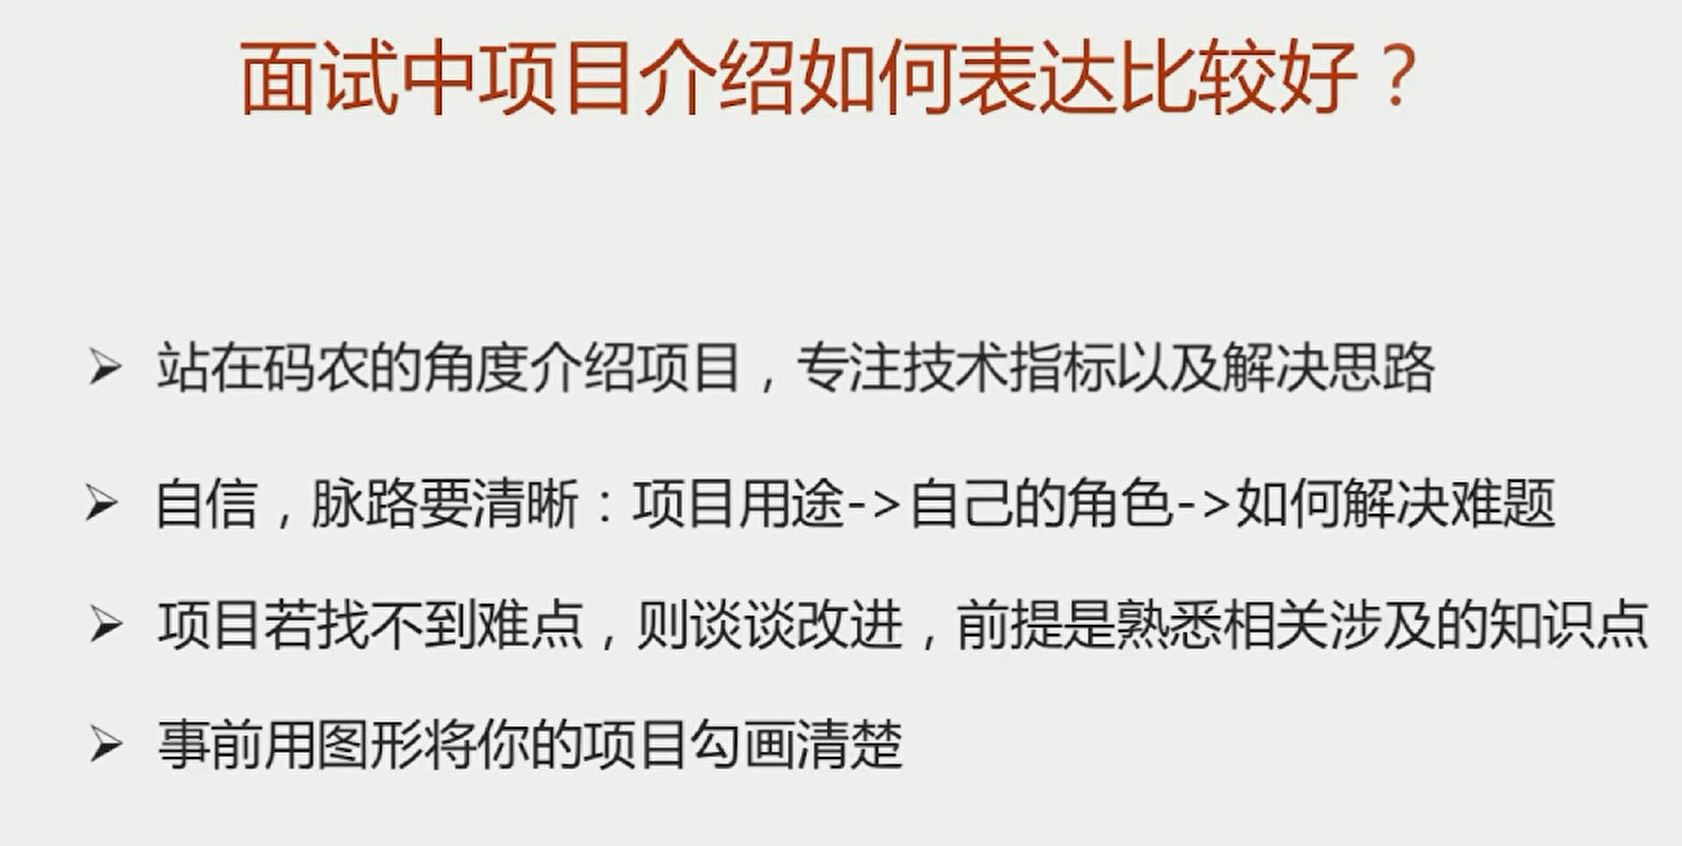 面试中项目介绍如何表达比较好？
➢ 站在码农的角度介绍项目，专注技术指标以及解决思路
➢ 自信，脉路要清晰：项目用途->自己的角色->如何解决难题
➢ 项目若找不到难点，则谈谈改进，前提是熟悉相关涉及的知识点
➢ 事前用图形将你的项目勾画清楚